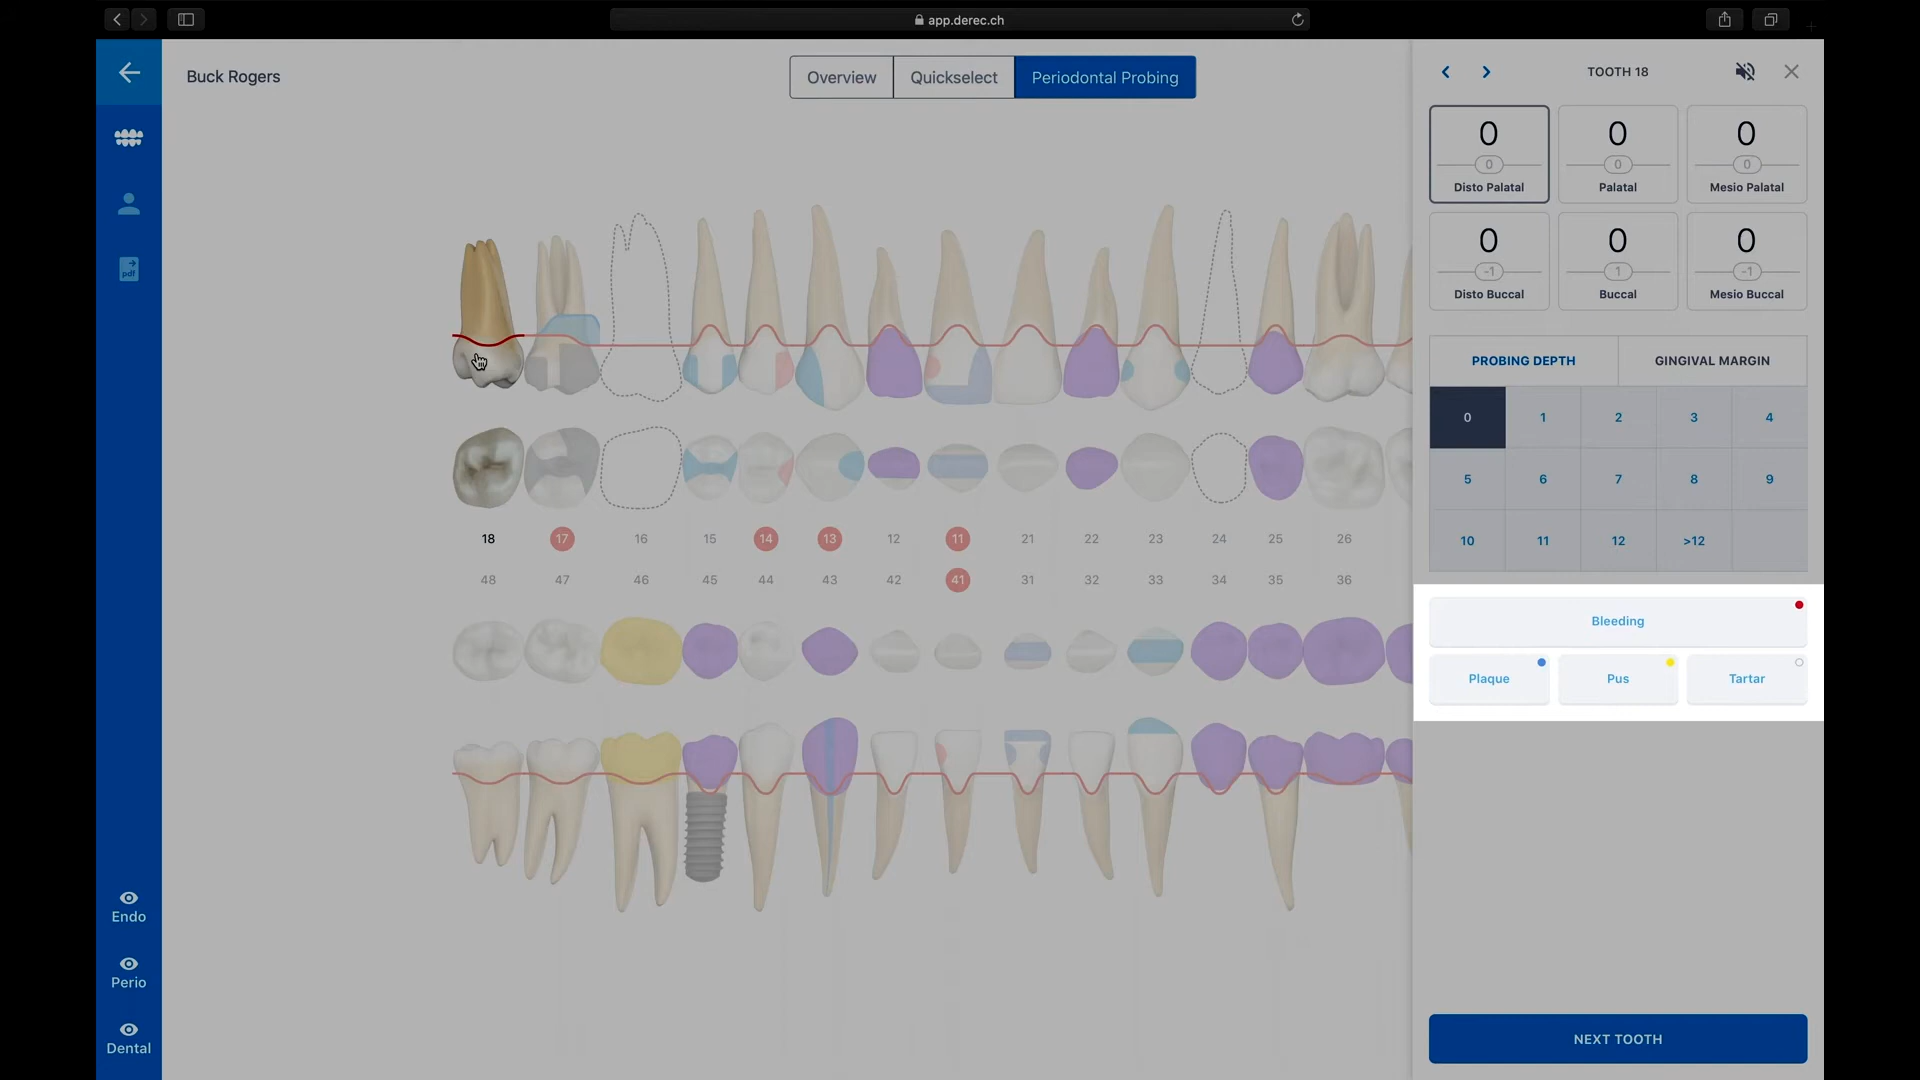 app.derec.ch
Buck Rogers
Overview
Quickselect
Periodontal Probing
TOOTH 18
0
0
Disto Palatal
0
0
Palatal
0
0
Mesio Palatal
0
-1
Disto Buccal
0
1
Buccal
0
-1
Mesio Buccal
PROBING DEPTH
GINGIVAL MARGIN
0 1 2 3 4
5 6 7 8 9
10 11 12 >12
Bleeding
Plaque
Pus
Tartar
NEXT TOOTH
pdf
18 17 16 15 14 13 12 11 21 22 23 24 25 26
48 47 46 45 44 43 42 41 31 32 33 34 35 36
Endo
Perio
Dental